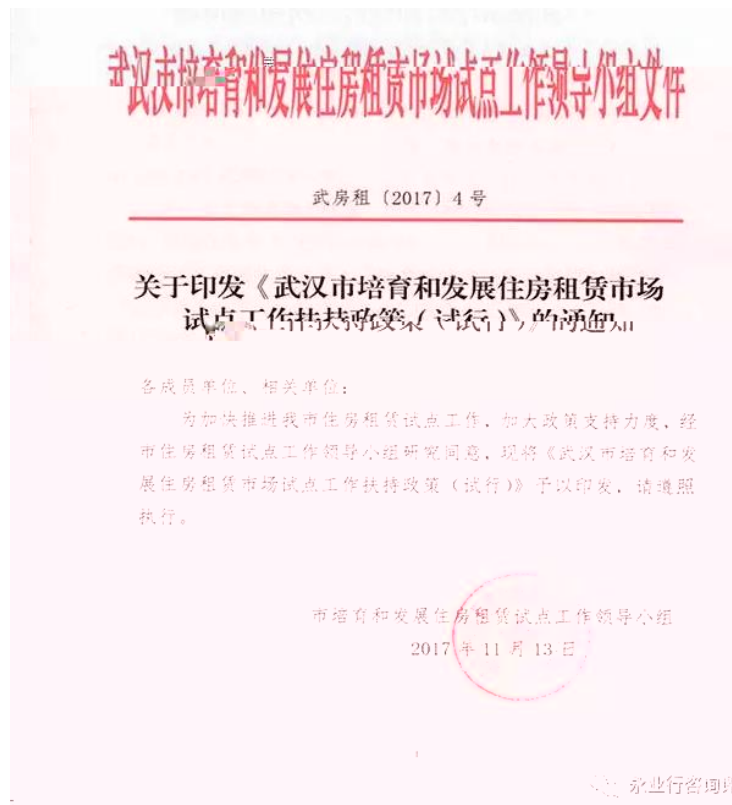 武汉市培育和发展住房租赁市场试点工作领导小组文件
武房租〔2017〕4号
关于印发《武汉市培育和发展住房租赁市场
试点工作扶持政策(试行)》的通知
各成员单位、相关单位:
为加快推进我市住房租赁试点工作,加大政策支持力度,经
市住房租赁试点工作领导小组研究同意,现将《武汉市培育和发
展住房租赁市场试点工作扶持政策(试行)》予以印发,请遵照
执行。
市培育和发展住房租赁试点工作领导小组
2017年11月13日
永业行咨询